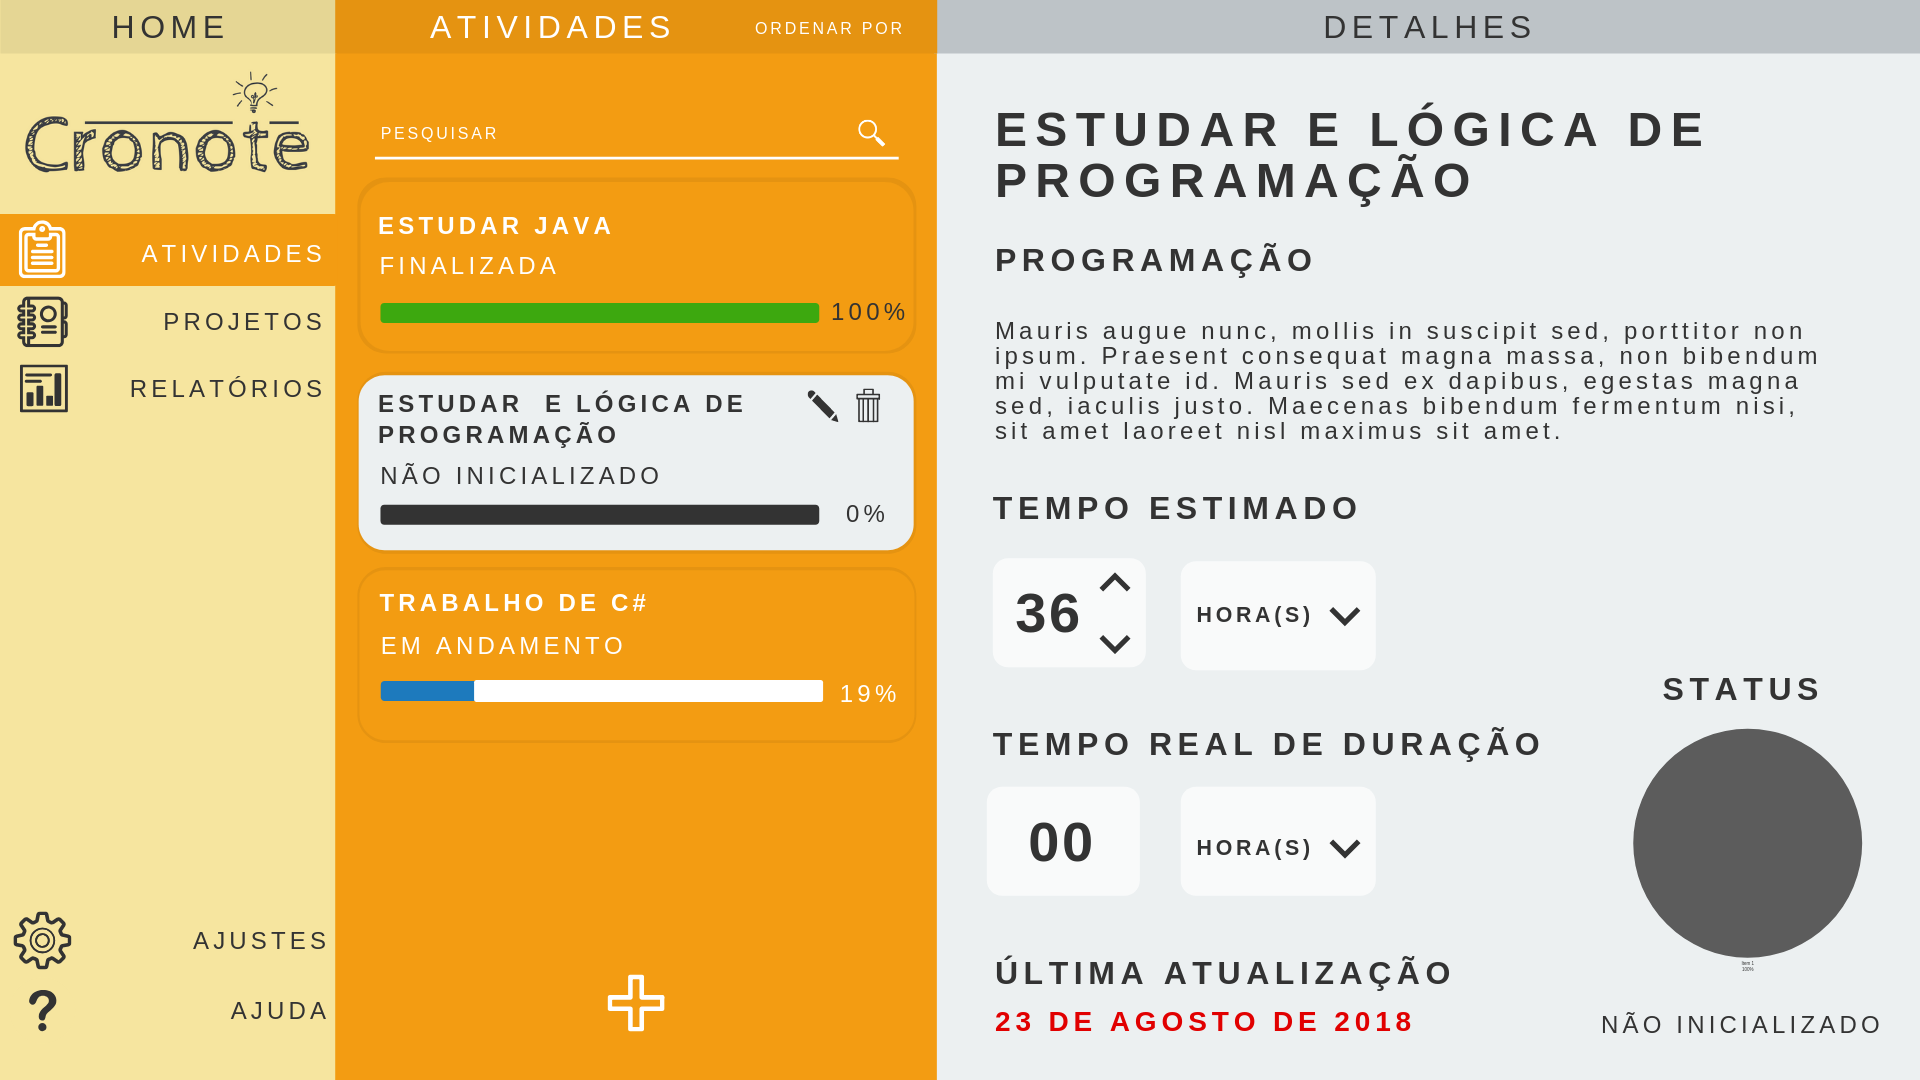 HOME
Cronote
ATIVIDADES
PROJETOS
RELATÓRIOS
AJUSTES
AJUDA
ATIVIDADES
ORDENAR POR
PESQUISAR
ESTUDAR JAVA
FINALIZADA
100%
ESTUDAR E LÓGICA DE
PROGRAMAÇÃO
NÃO INICIALIZADO
0%
TRABALHO DE C#
EM ANDAMENTO
19%
DETALHES
ESTUDAR E LÓGICA DE
PROGRAMAÇÃO
PROGRAMAÇÃO
Mauris augue nunc, mollis in suscipit sed, porttitor non
ipsum. Praesent consequat magna massa, non bibendum
mi vulputate id. Mauris sed ex dapibus, egestas magna
sed, iaculis justo. Maecenas bibendum fermentum nisi,
sit amet laoreet nisl maximus sit amet.
TEMPO ESTIMADO
36
HORA(S)
TEMPO REAL DE DURAÇÃO
00
HORA(S)
ÚLTIMA ATUALIZAÇÃO
23 DE AGOSTO DE 2018
STATUS
Item 1
100%
NÃO INICIALIZADO